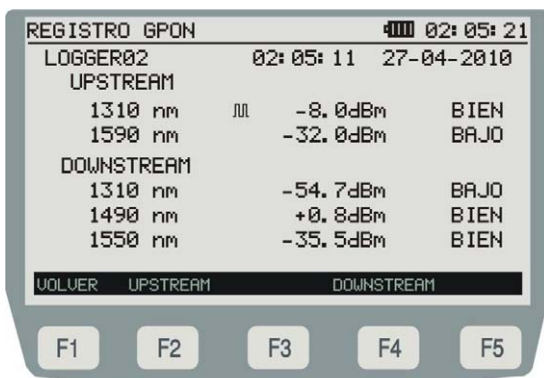 REGISTRO GPON 02:05:21
LOGGER02 02:05:11 27-04-2010
UPSTREAM
1310 nm -8.0dBm BIEN
1590 nm -32.0dBm BAJO
DOWNSTREAM
1310 nm -54.7dBm BAJO
1490 nm +0.8dBm BIEN
1550 nm -35.5dBm BIEN
VOLVER UPSTREAM DOWNSTREAM
F1 F2 F3 F4 F5